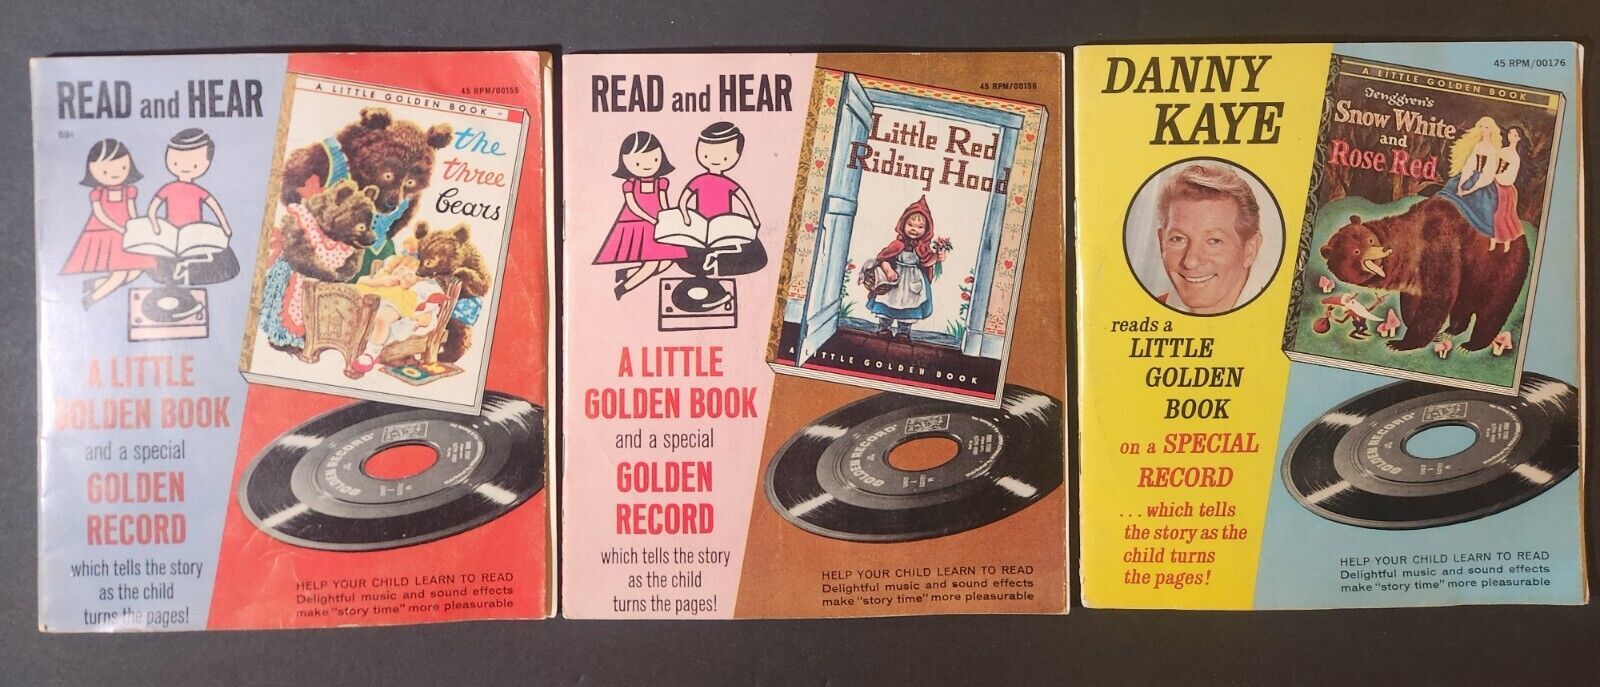 READ and HEAR
69¢
45 RPM/00155
A LITTLE GOLDEN BOOK
the
three
bears
A LITTLE
GOLDEN BOOK
and a special
GOLDEN
RECORD
which tells the story
as the child
turns the pages!
GOLDEN RECORD
HELP YOUR CHILD LEARN TO READ
Delightful music and sound effects
make "story time" more pleasurable
READ and HEAR
45 RPM/00156
Little Red
Riding Hood
A LITTLE GOLDEN BOOK
A LITTLE
GOLDEN BOOK
and a special
GOLDEN
RECORD
which tells the story
as the child
turns the pages!
GOLDEN RECORD
HELP YOUR CHILD LEARN TO READ
Delightful music and sound effects
make "story time" more pleasurable
DANNY
KAYE
45 RPM/00176
A LITTLE GOLDEN BOOK
Tenggren's
Snow White
and
Rose Red
reads a
LITTLE
GOLDEN
BOOK
on a SPECIAL
RECORD
...which tells
the story as the
child turns
the pages!
GOLDEN RECORD
HELP YOUR CHILD LEARN TO READ
Delightful music and sound effects
make "story time" more pleasurable